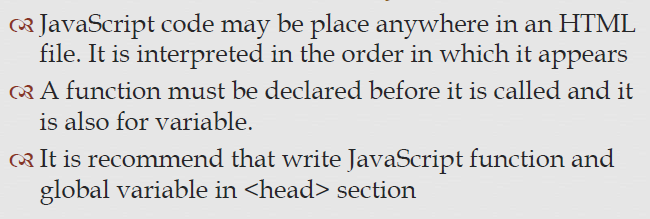 JavaScript code may be place anywhere in an HTML
file. It is interpreted in the order in which it appears
A function must be declared before it is called and it
is also for variable.
It is recommend that write JavaScript function and
global variable in <head> section